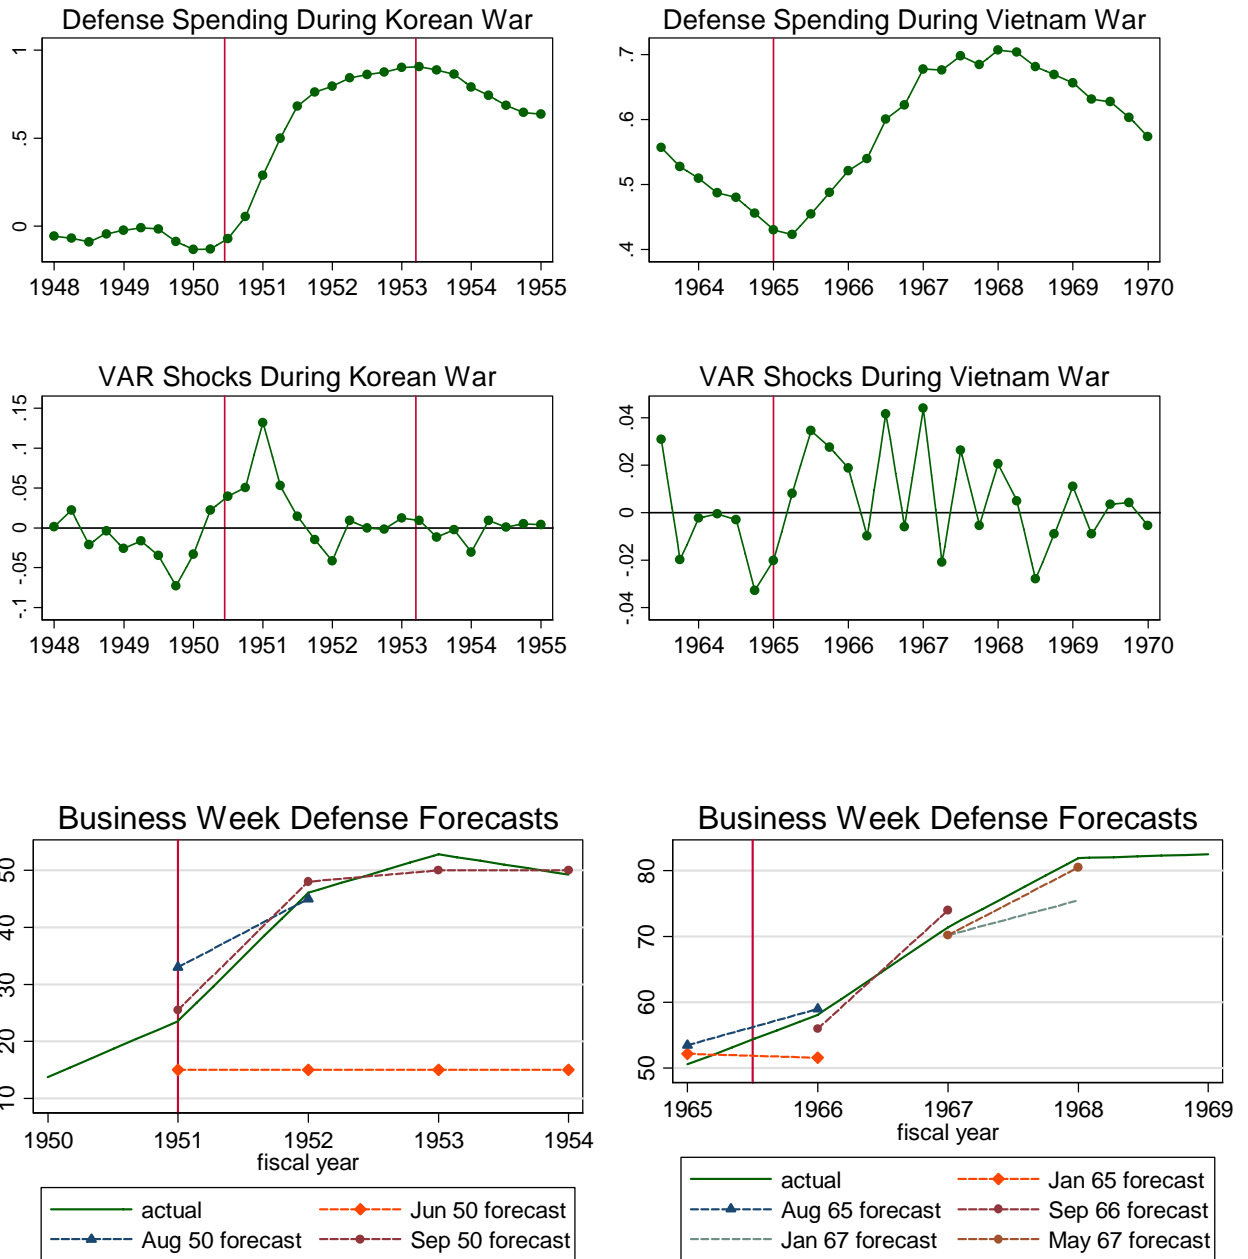 Defense Spending During Korean War
1
.5
0
1948 1949 1950 1951 1952 1953 1954 1955
Defense Spending During Vietnam War
.7
.6
.5
.4
1964 1965 1966 1967 1968 1969 1970
VAR Shocks During Korean War
.15
.1
.05
0
-.05
-.1
1948 1949 1950 1951 1952 1953 1954 1955
VAR Shocks During Vietnam War
.04
.02
0
-.02
-.04
1964 1965 1966 1967 1968 1969 1970
Business Week Defense Forecasts
50
40
30
20
10
1950 1951 1952 1953 1954
fiscal year
actual Jun 50 forecast
Aug 50 forecast Sep 50 forecast
Business Week Defense Forecasts
80
70
60
50
1965 1966 1967 1968 1969
fiscal year
actual Jan 65 forecast
Aug 65 forecast Sep 66 forecast
Jan 67 forecast May 67 forecast